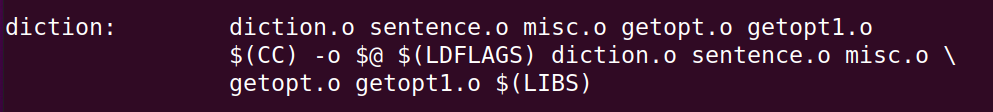 diction:	diction.o sentence.o misc.o getopt.o getopt1.o
		$(CC) -o $@ $(LDFLAGS) diction.o sentence.o misc.o \
		getopt.o getopt1.o $(LIBS)